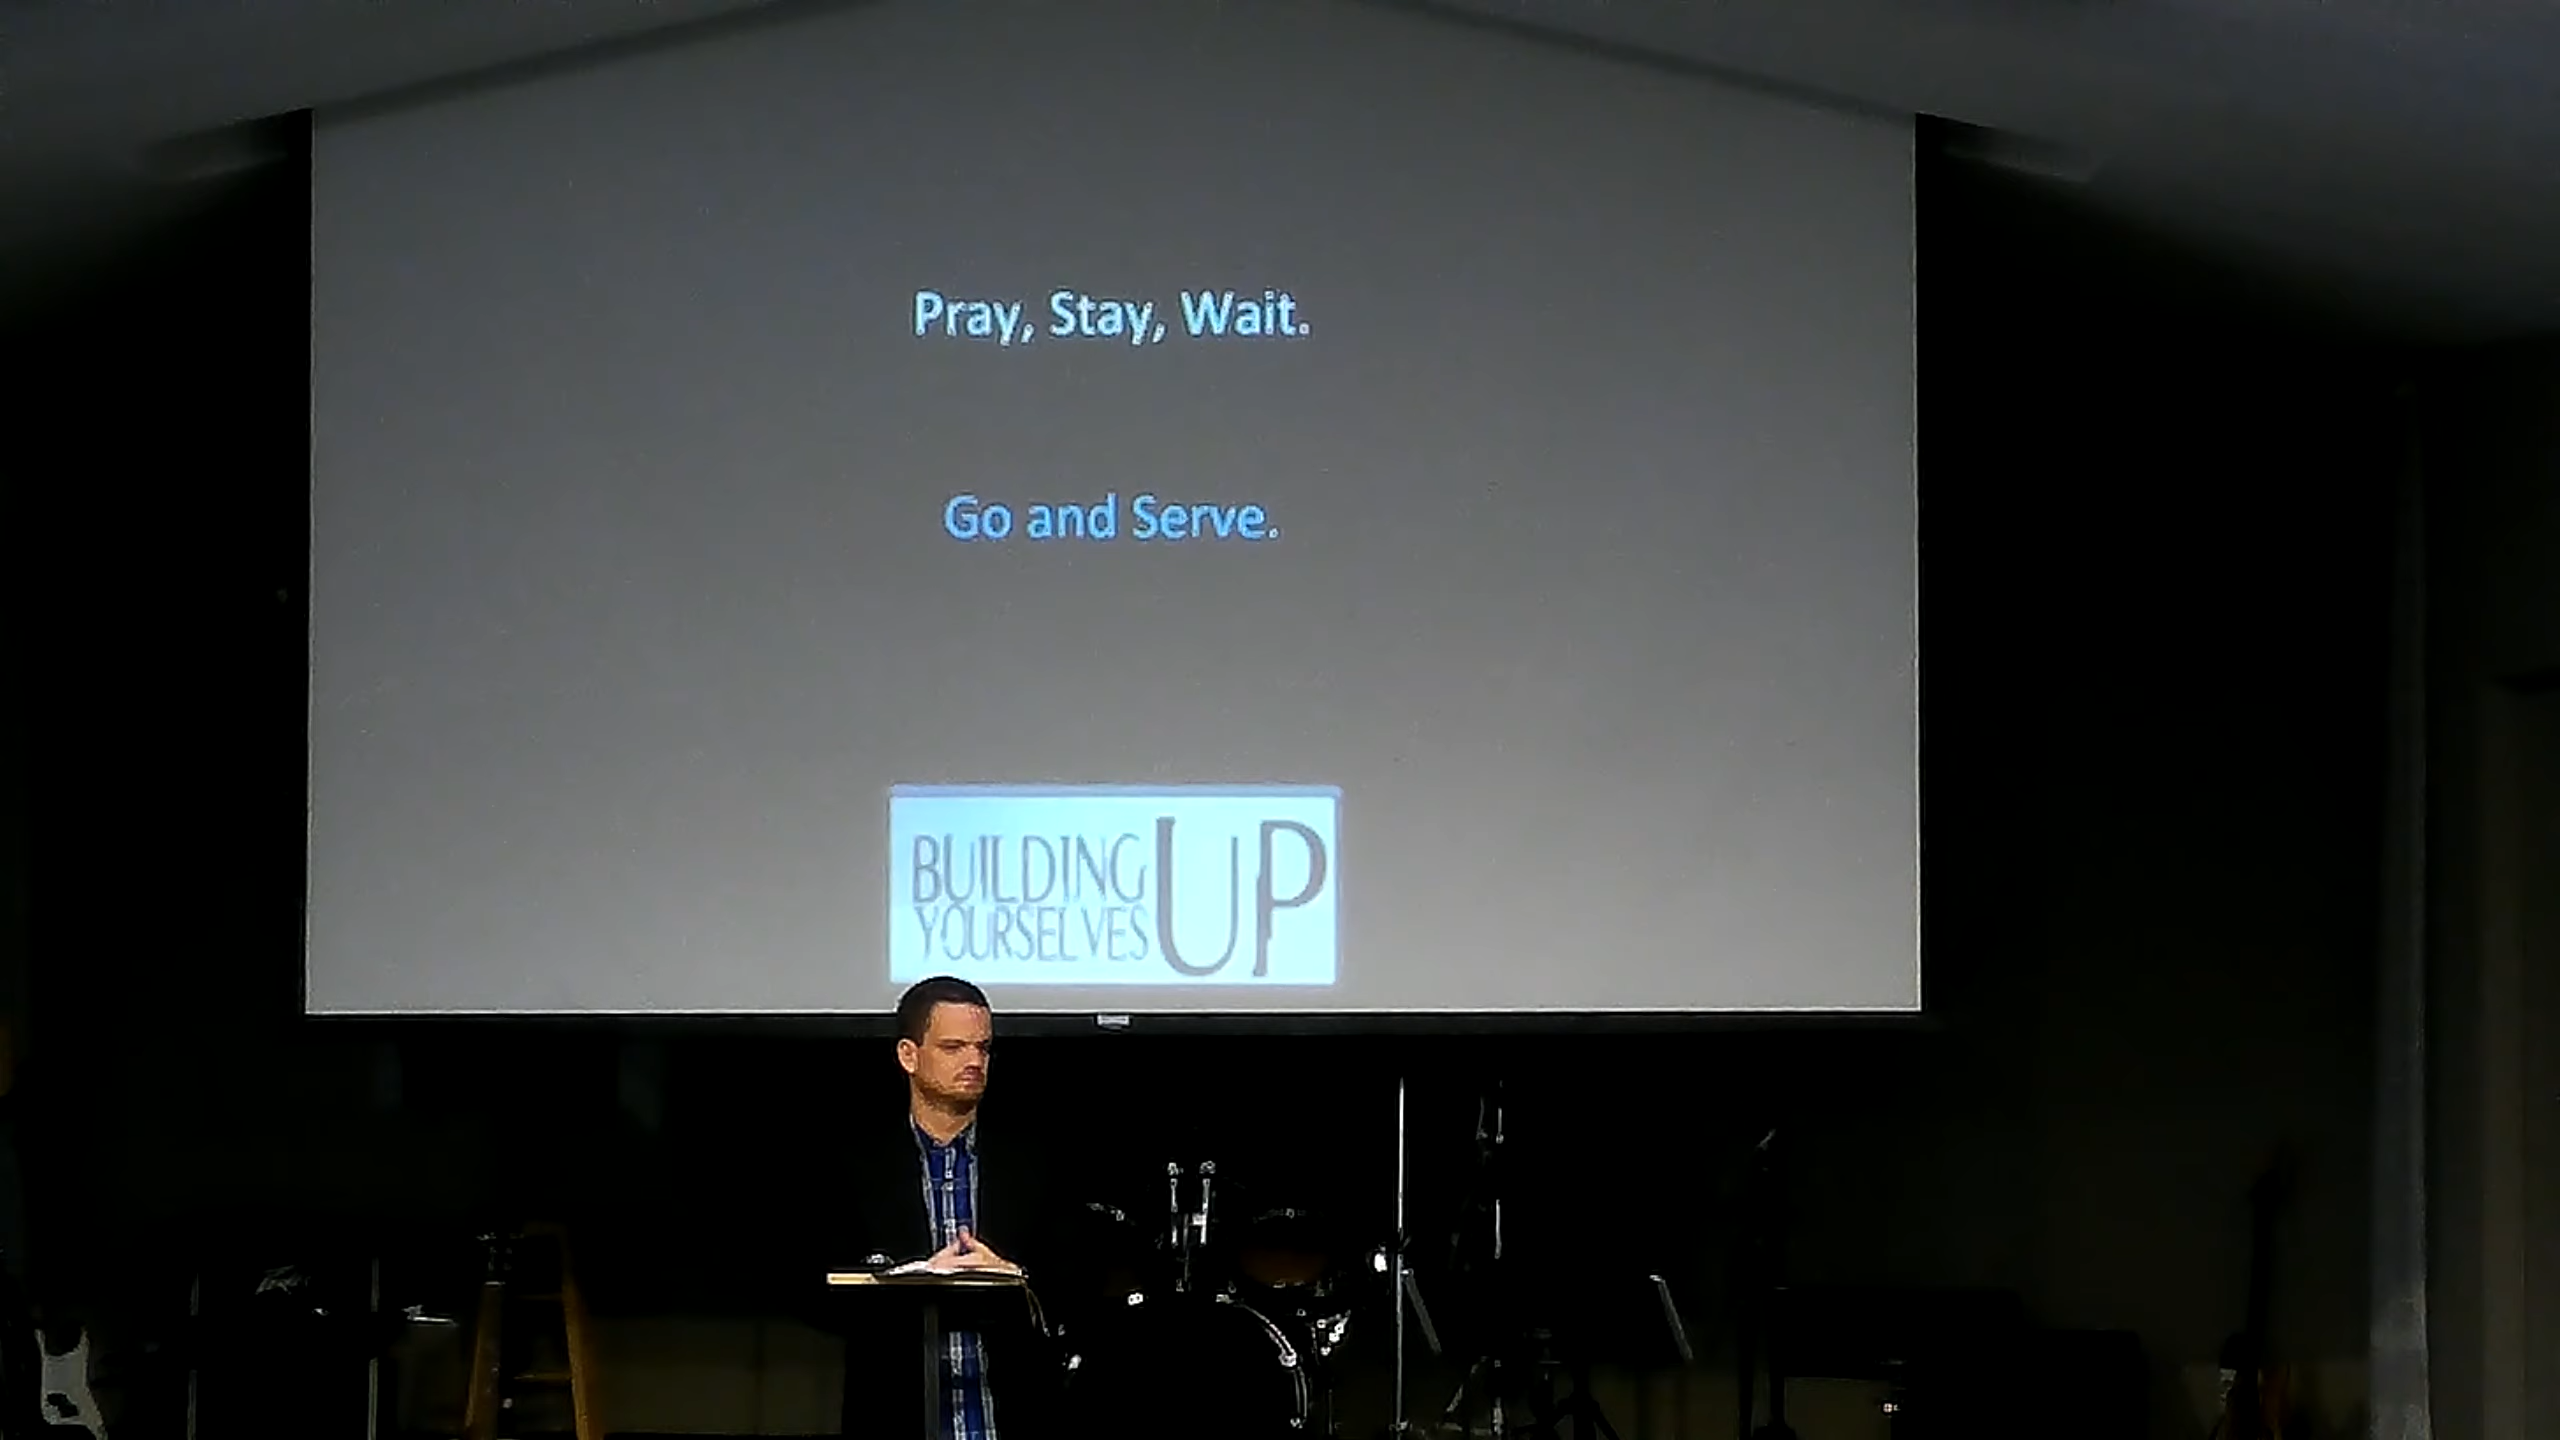 Pray, Stay, Wait.
Go and Serve.
BUILDING
YOURSELVES
UP